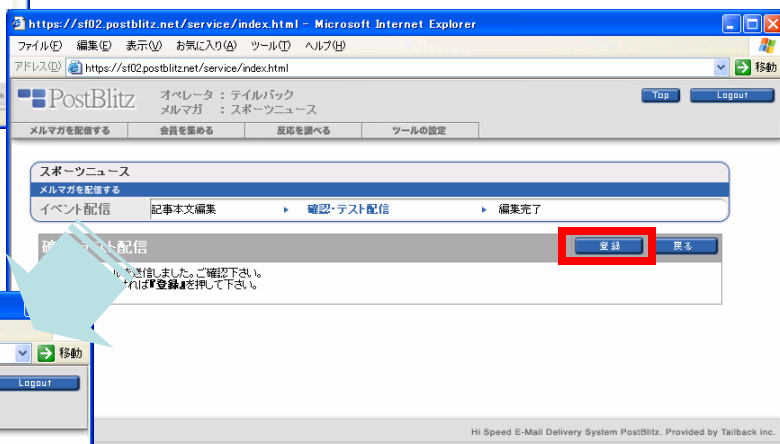 https://sf02.postblitz.net/service/index.html - Microsoft Internet Explorer
ファイル(F) 編集(E) 表示(V) お気に入り(A) ツール(T) ヘルプ(H)
アドレス(D) https://sf02.postblitz.net/service/index.html 移動
PostBlitz オペレータ : テイルバック Top Logout
メルマガ : スポーツニュース
メルマガを配信する 会員を集める 反応を調べる ツールの設定
スポーツニュース
メルマガを配信する
イベント配信 記事本文編集 確認・テスト配信 編集完了
配信 登録 戻る
を送信しました。ご確認下さい。
れば『登録』を押して下さい。
移動
Logout
Hi Speed E-Mail Delivery System PostBlitz. Provided by Tailback inc.